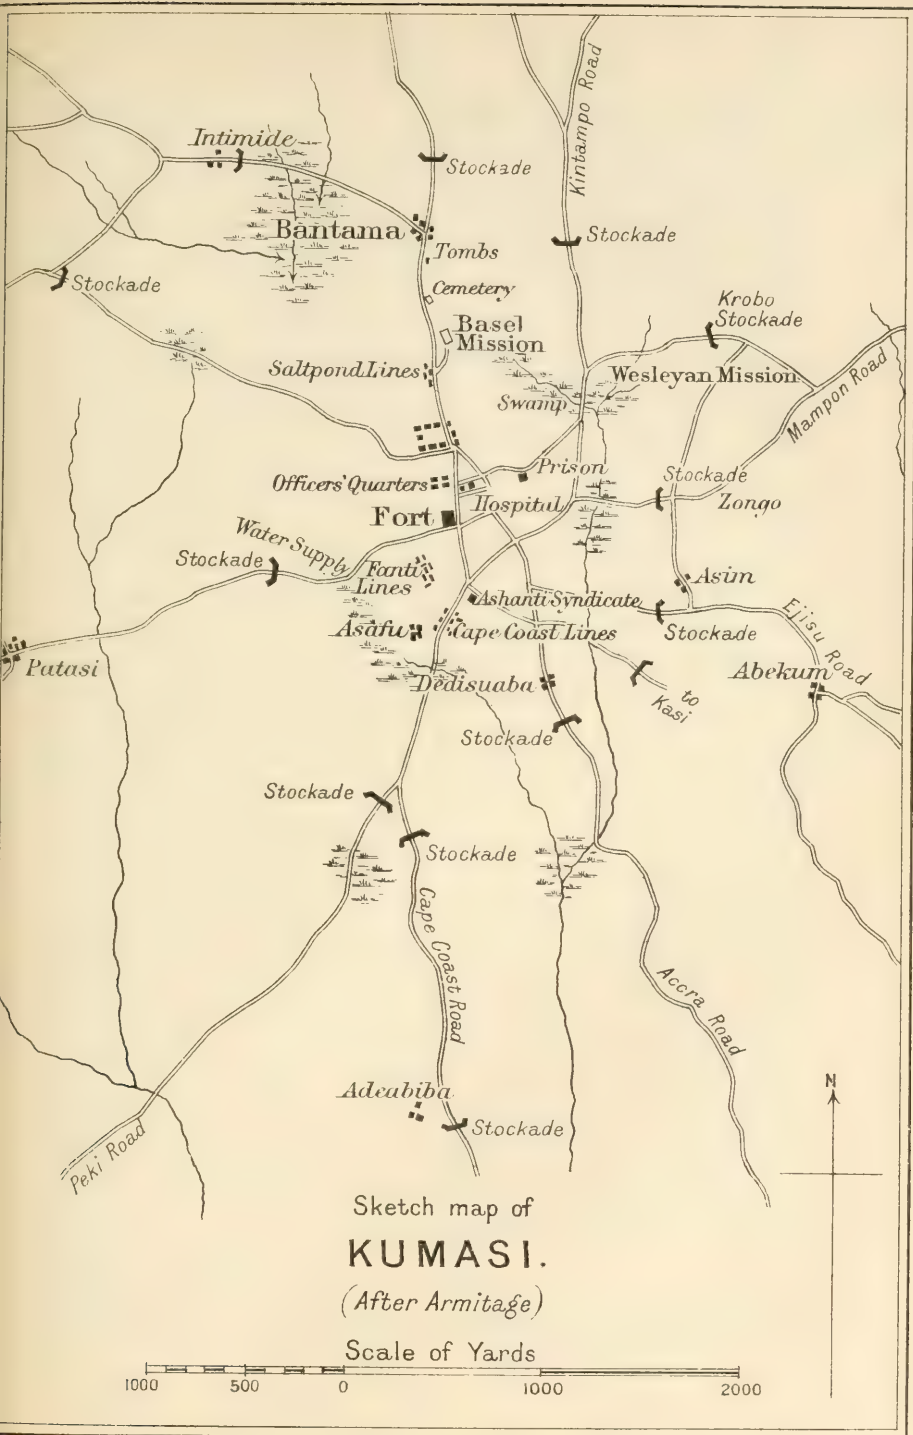 Kintampo Road
Intimide
Stockade
Bantama
Stockade
Tombs
Stockade
Cemetery
Krobo
Stockade
Basel
Mission
Saltpond Lines
Wesleyan Mission
Mampon Road
Swamp
Prison
Stockade
Officers' Quarters
Hospital
Zongo
Fort
Water Supply
Stockade
Fanti
Lines
Asim
Ashanti Syndicate
Ejisu Road
Asafu
Cape Coast Lines
Stockade
Patasi
Abekum
Dedisuaba
to
Kasi
Stockade
Stockade
Stockade
Cape Coast Road
Accra Road
Adeabiba
Stockade
Peki Road
N
Sketch map of
KUMASI.
(After Armitage)
Scale of Yards
1000 500 0 1000 2000